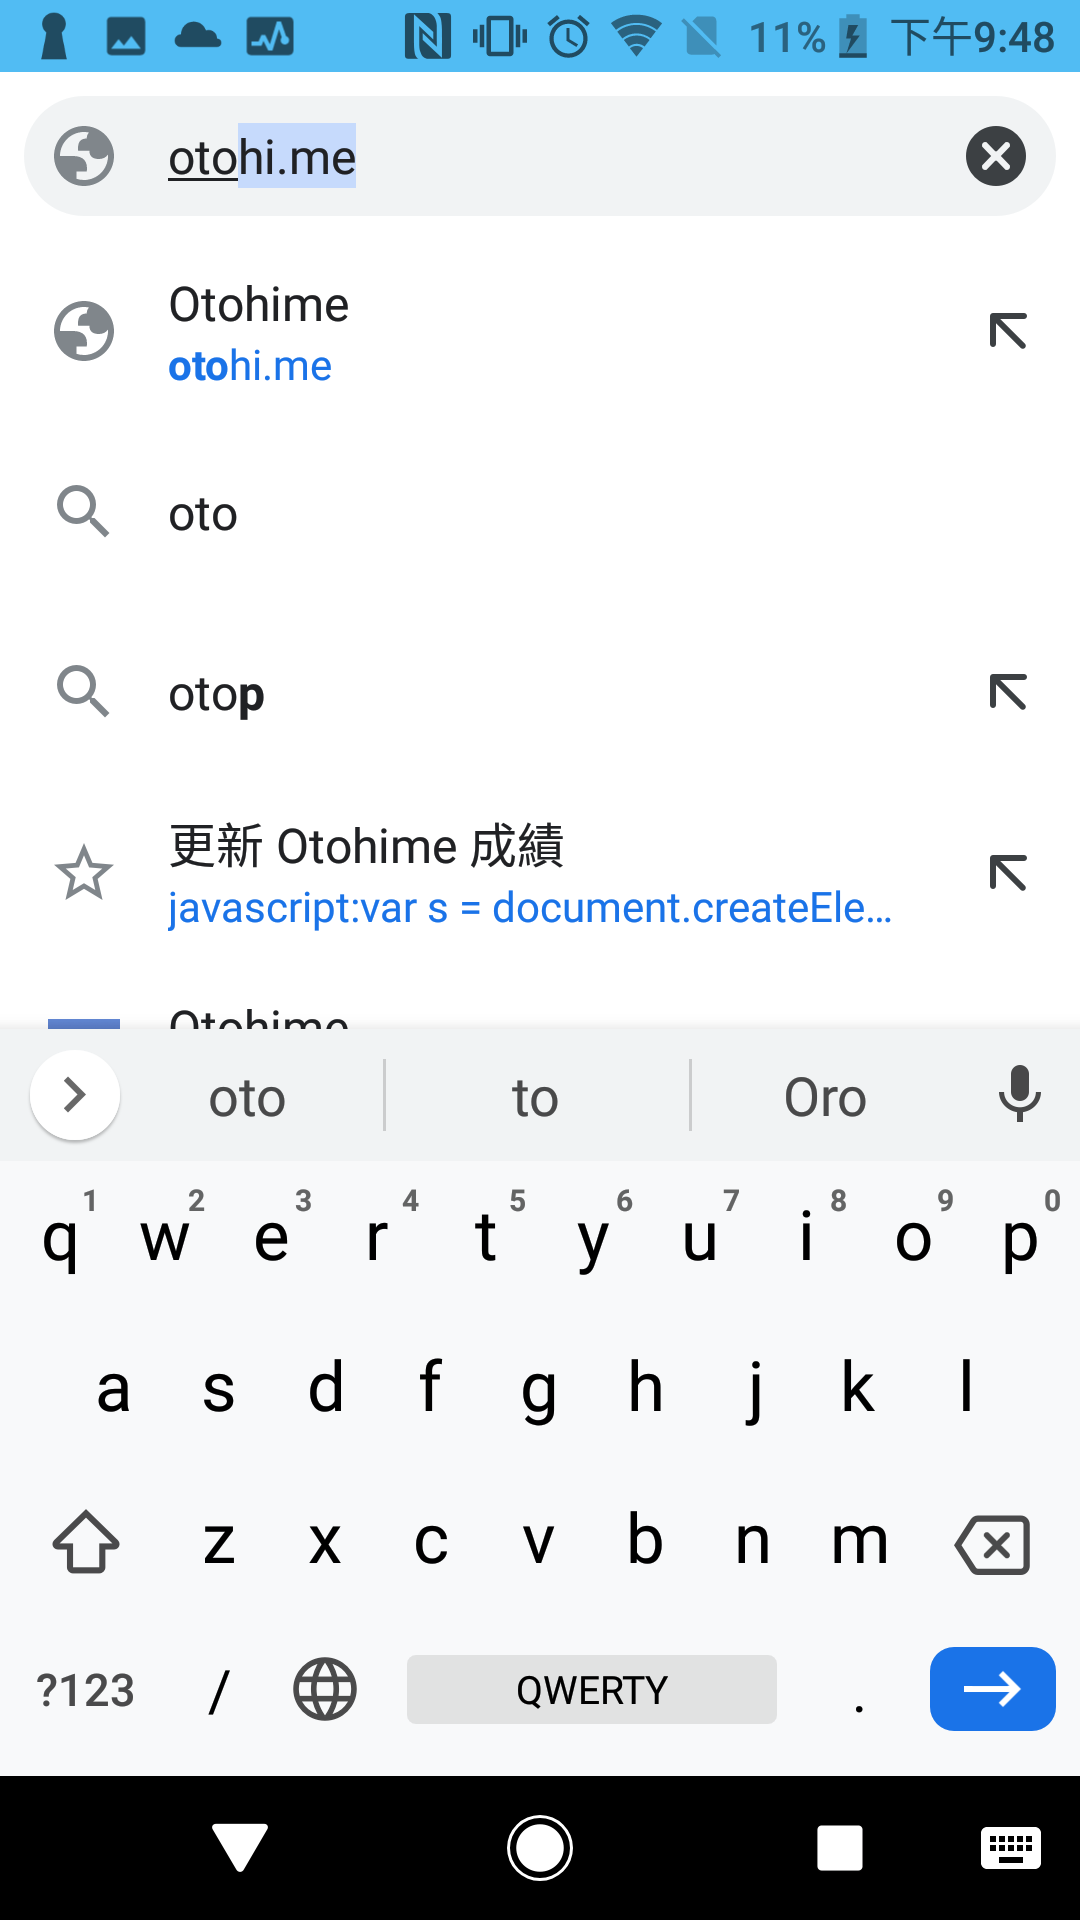 11% 下午9:48
otohi.me
Otohime
otohi.me
oto
otop
更新 Otohime 成績
javascript:var s = document.createEle...
Otohime
oto to Oro
1 2 3 4 5 6 7 8 9 0
q w e r t y u i o p
a s d f g h j k l
z x c v b n m
?123 / QWERTY .